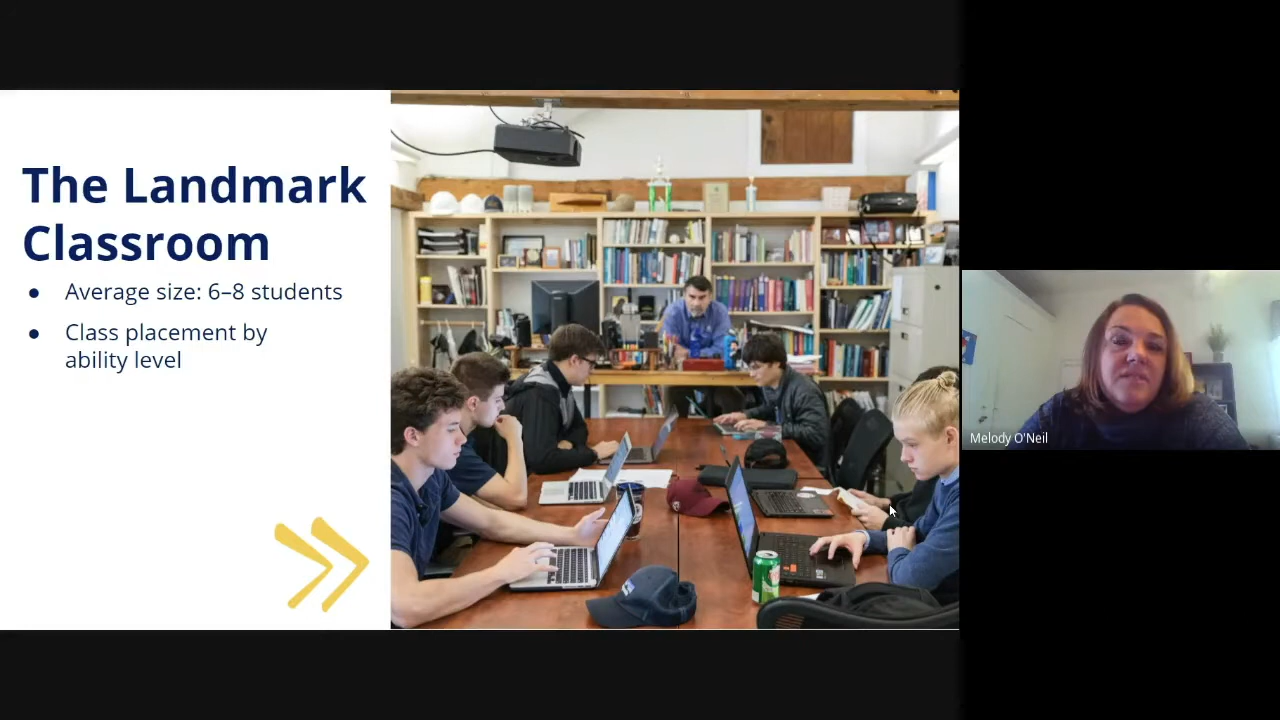 The Landmark
Classroom
● Average size: 6–8 students
● Class placement by
ability level
Melody O'Neil